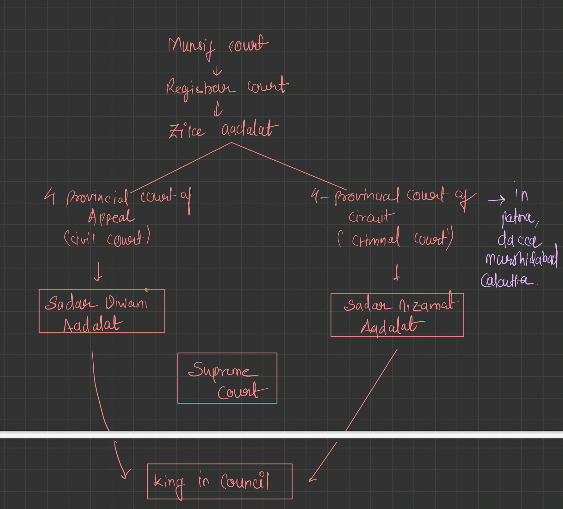 Munsif court
Registrar court
Zilce aadalat
4 provincial court of
Appeal
(civil court)
4- provincial court of
circuit
(criminal court)
→ in
patna,
dacca
murshidabad
Calcutta.
Sadar Diwani
Aadalat
Sadar Nizamat
Aadalat
Supreme
Court
king in Council